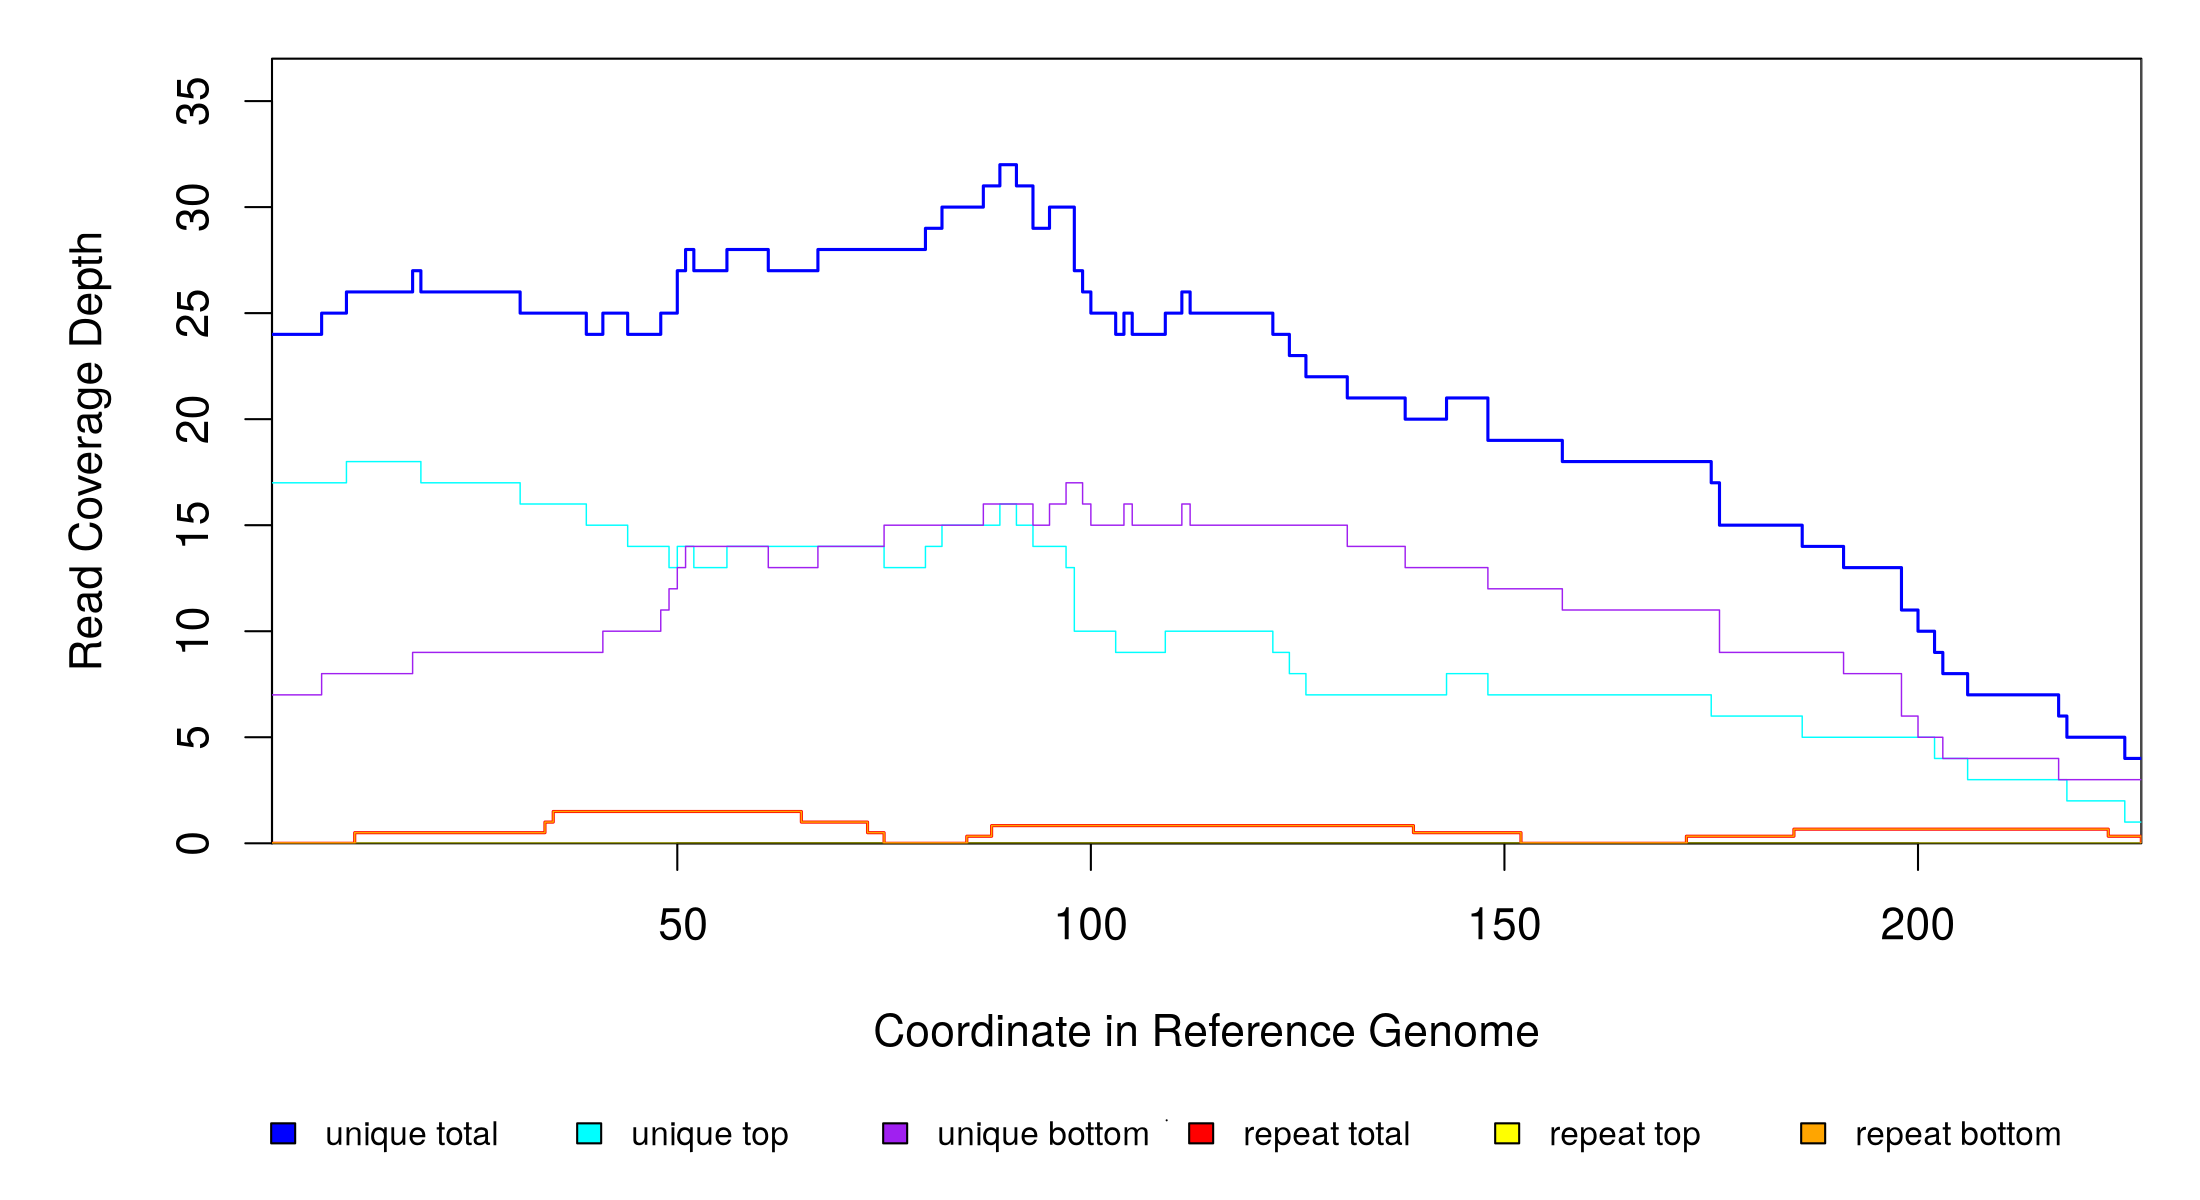 Read Coverage Depth
35
30
25
20
15
10
5
0
50 100 150 200
Coordinate in Reference Genome
unique total unique top unique bottom repeat total repeat top repeat bottom